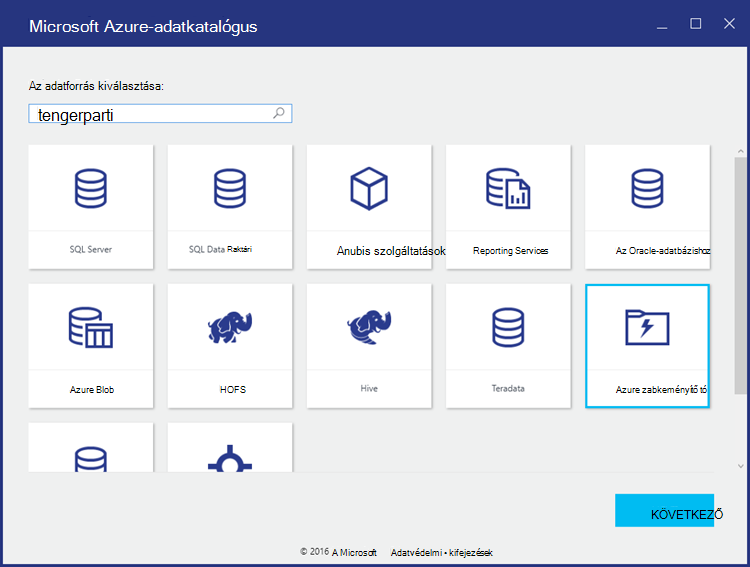 Microsoft Azure-adatkatalógus
Az adatforrás kiválasztása:
tengerparti
SQL Server
SQL Data Raktári
Anubis szolgáltatások
Reporting Services
Az Oracle-adatbázishoz
Azure Blob
HOFS
Hive
Teradata
Azure zabkeményítő tó
KÖVETKEZŐ
© 2016 A Microsoft Adatvédelmi • kifejezések